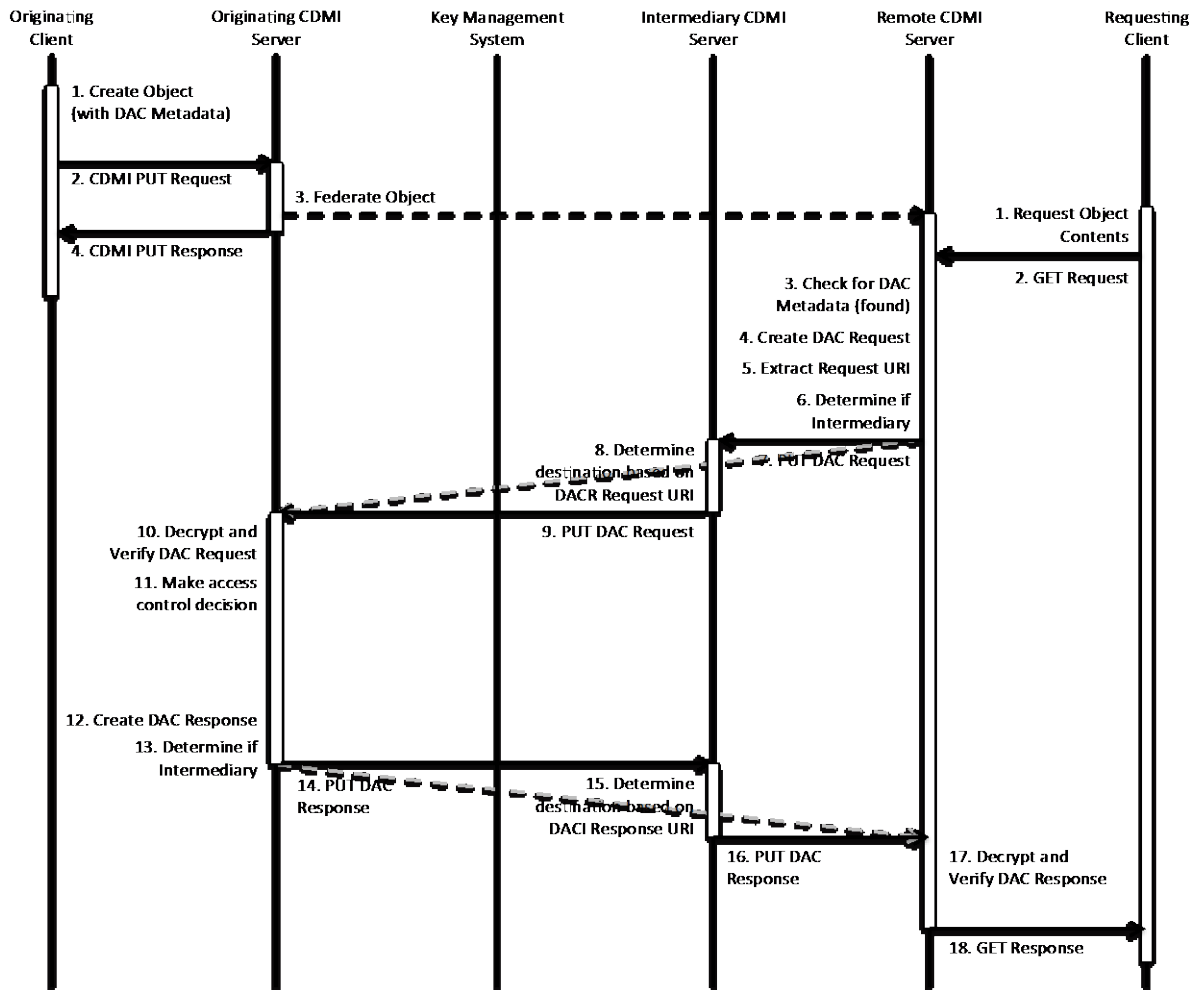 Originating
Client
Originating CDMI
Server
Key Management
System
Intermediary CDMI
Server
Remote CDMI
Server
Requesting
Client
1. Create Object
(with DAC Metadata)
2. CDMI PUT Request
3. Federate Object
4. CDMI PUT Response
1. Request Object
Contents
2. GET Request
3. Check for DAC
Metadata (found)
4. Create DAC Request
5. Extract Request URI
6. Determine if
Intermediary
PUT DAC Request
8. Determine
destination based on
DACR Request URI
9. PUT DAC Request
10. Decrypt and
Verify DAC Request
11. Make access
control decision
12. Create DAC Response
13. Determine if
Intermediary
14. PUT DAC
Response
15. Determine
destination based on
DACI Response URI
16. PUT DAC
Response
17. Decrypt and
Verify DAC Response
18. GET Response